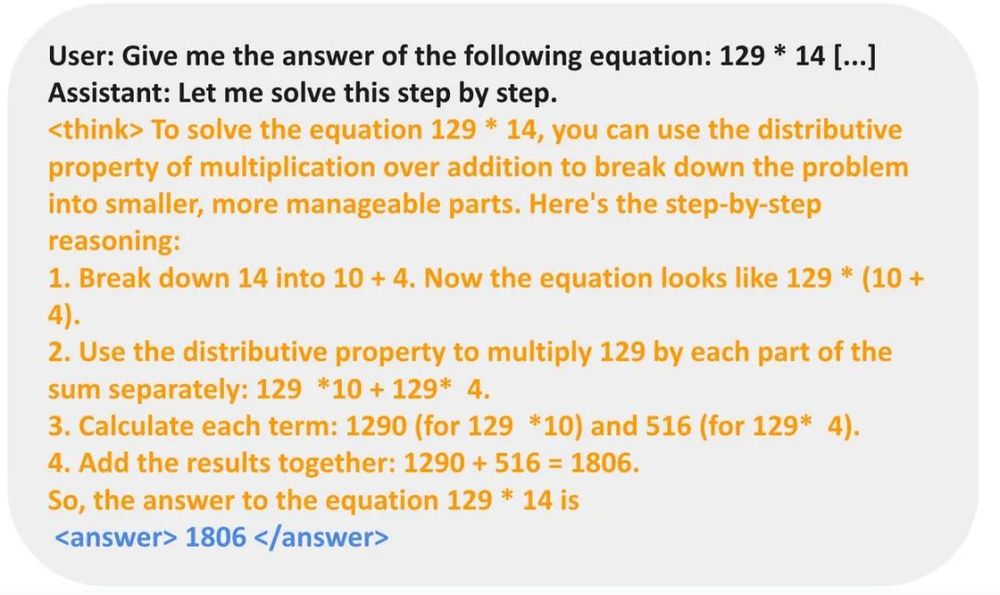 User: Give me the answer of the following equation: 129 * 14 [...]
Assistant: Let me solve this step by step.
<think> To solve the equation 129 * 14, you can use the distributive
property of multiplication over addition to break down the problem
into smaller, more manageable parts. Here's the step-by-step
reasoning:
1. Break down 14 into 10 + 4. Now the equation looks like 129 * (10 +
4).
2. Use the distributive property to multiply 129 by each part of the
sum separately: 129  *10 + 129*  4.
3. Calculate each term: 1290 (for 129  *10) and 516 (for 129*  4).
4. Add the results together: 1290 + 516 = 1806.
So, the answer to the equation 129 * 14 is
<answer> 1806 </answer>